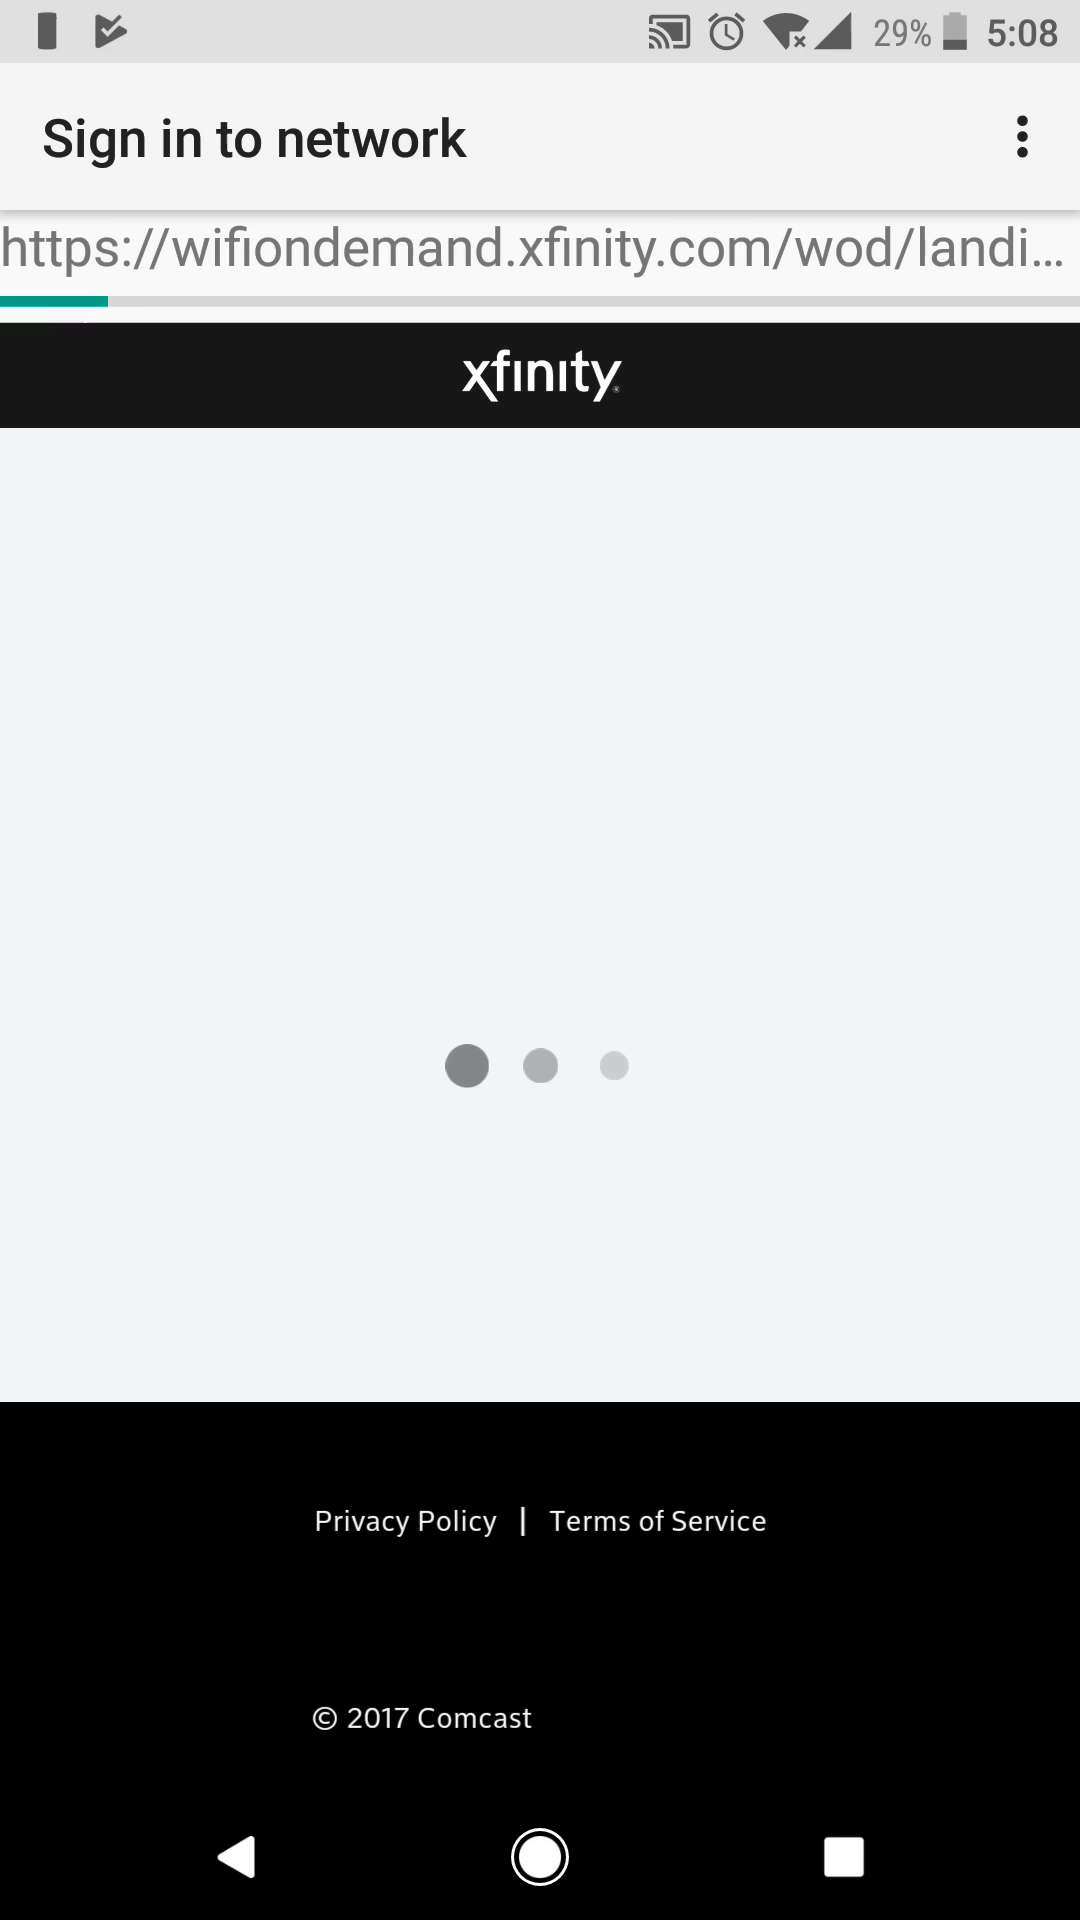 29% 5:08
Sign in to network
https://wifiondemand.xfinity.com/wod/landi...
xfinity®
Privacy Policy | Terms of Service
© 2017 Comcast